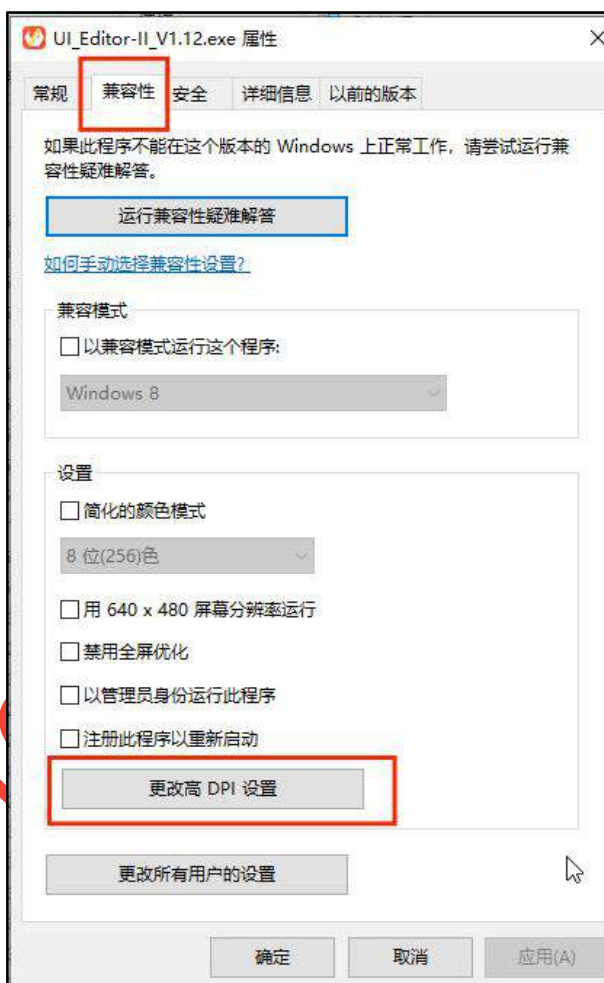 UI_Editor-II_V1.12.exe 属性
常规 兼容性 安全 详细信息 以前的版本
如果此程序不能在这个版本的 Windows 上正常工作，请尝试运行兼
容性疑难解答。
运行兼容性疑难解答
如何手动选择兼容性设置?
兼容模式
以兼容模式运行这个程序:
Windows 8
设置
简化的颜色模式
8 位(256)色
用 640 x 480 屏幕分辨率运行
禁用全屏优化
以管理员身份运行此程序
注册此程序以重新启动
更改高 DPI 设置
更改所有用户的设置
确定 取消 应用(A)